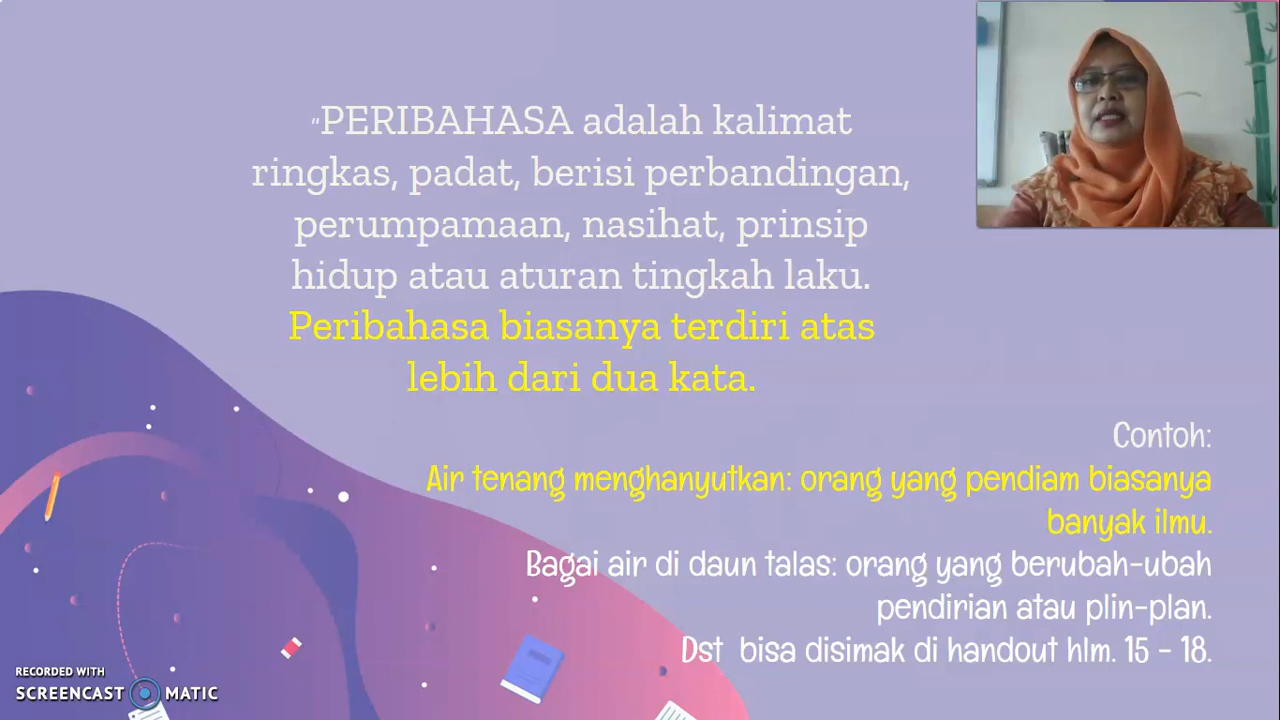 "PERIBAHASA adalah kalimat
ringkas, padat, berisi perbandingan,
perumpamaan, nasihat, prinsip
hidup atau aturan tingkah laku.
Peribahasa biasanya terdiri atas
lebih dari dua kata.
Contoh:
Air tenang menghanyutkan: orang yang pendiam biasanya
banyak ilmu.
Bagai air di daun talas: orang yang berubah-ubah
pendirian atau plin-plan.
Dst bisa disimak di handout hlm. 15 - 18.
RECORDED WITH
SCREENCAST MATIC